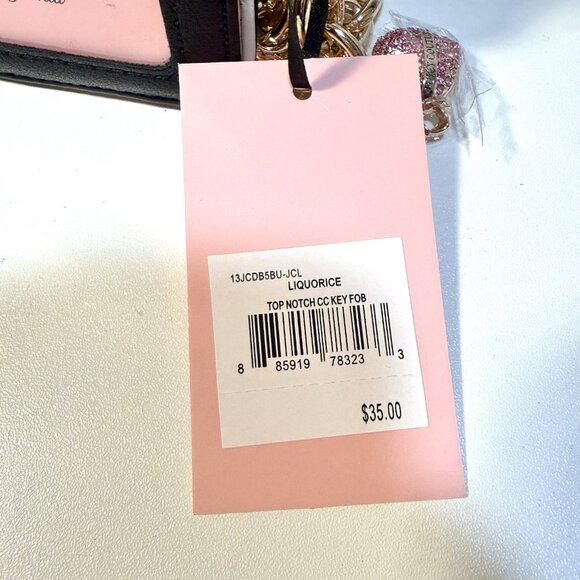 13JCDB5BU-JCL
LIQUORICE
TOP NOTCH CC KEY FOB
8 85919 78323 3
$35.00